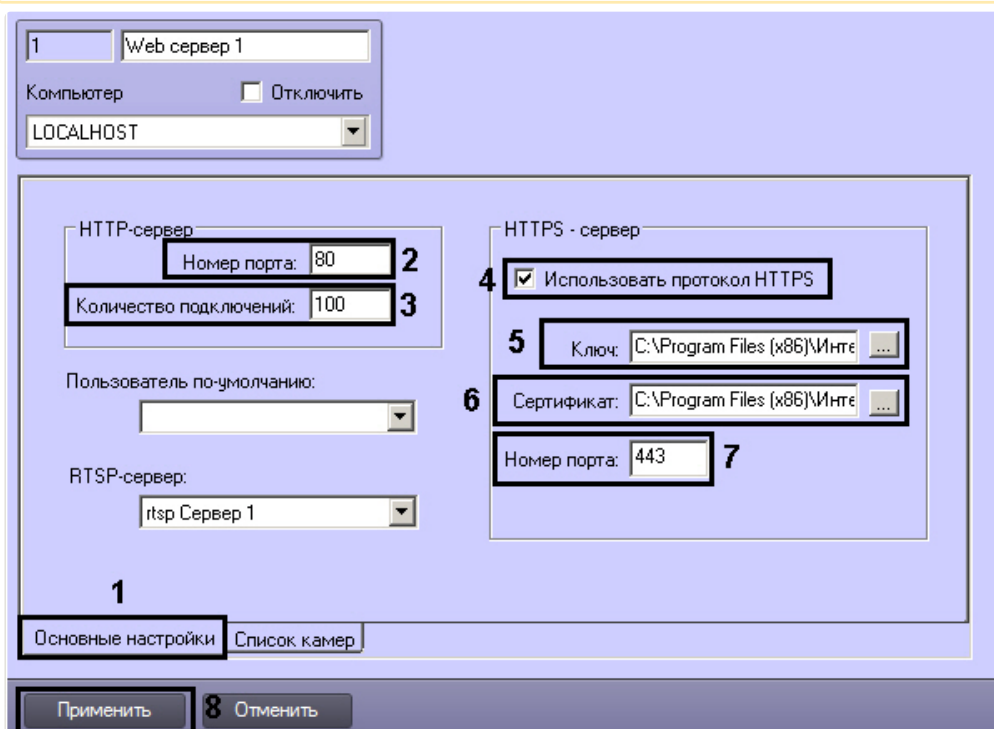 1 Web сервер 1
Компьютер Отключить
LOCALHOST
HTTP-сервер
Номер порта: 80 2
Количество подключений: 100 3
Пользователь по-умолчанию:
RTSP-сервер:
rtsp Сервер 1
HTTPS - сервер
4 Использовать протокол HTTPS
5 Ключ: C:\Program Files (x86)\Инте ...
6 Сертификат: C:\Program Files (x86)\Инте ...
Номер порта: 443 7
1
Основные настройки Список камер
Применить 8 Отменить